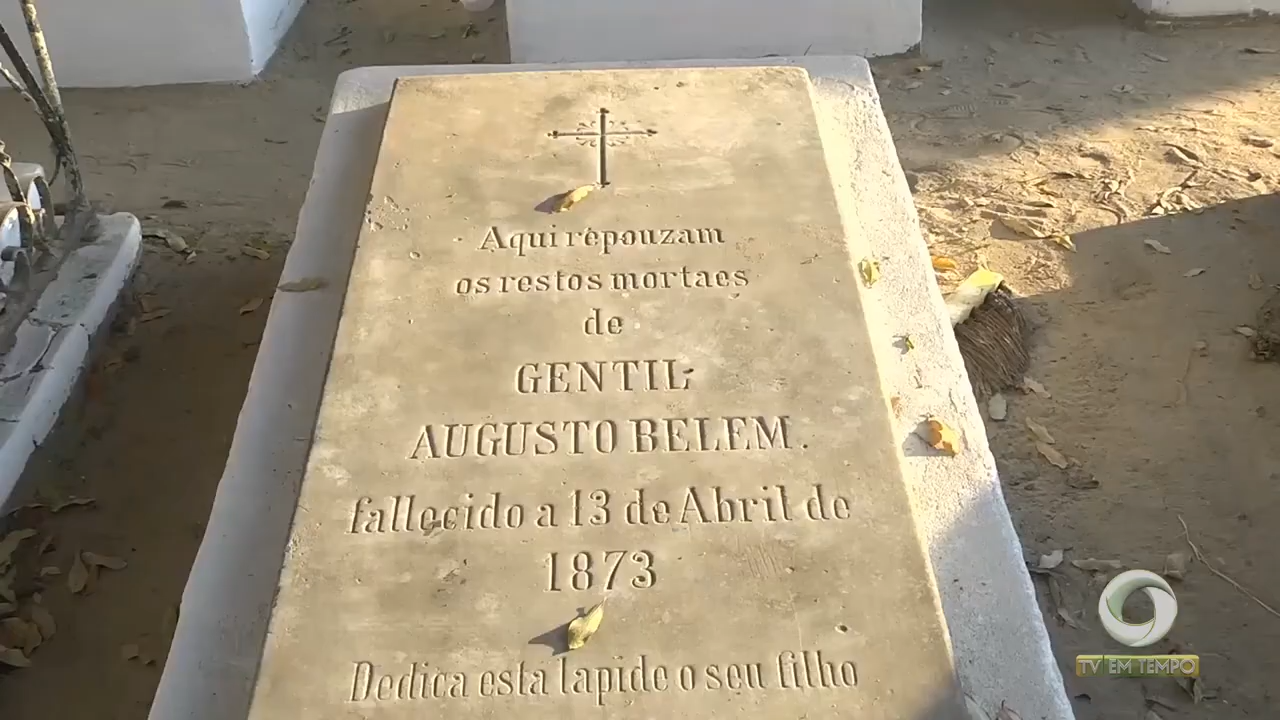 Aqui repouzam
os restos mortaes
de
GENTIL
AUGUSTO BELEM.
fallecido a 13 de Abril de
1873
Dedica esta lapide o seu filho
TV EM TEMPO